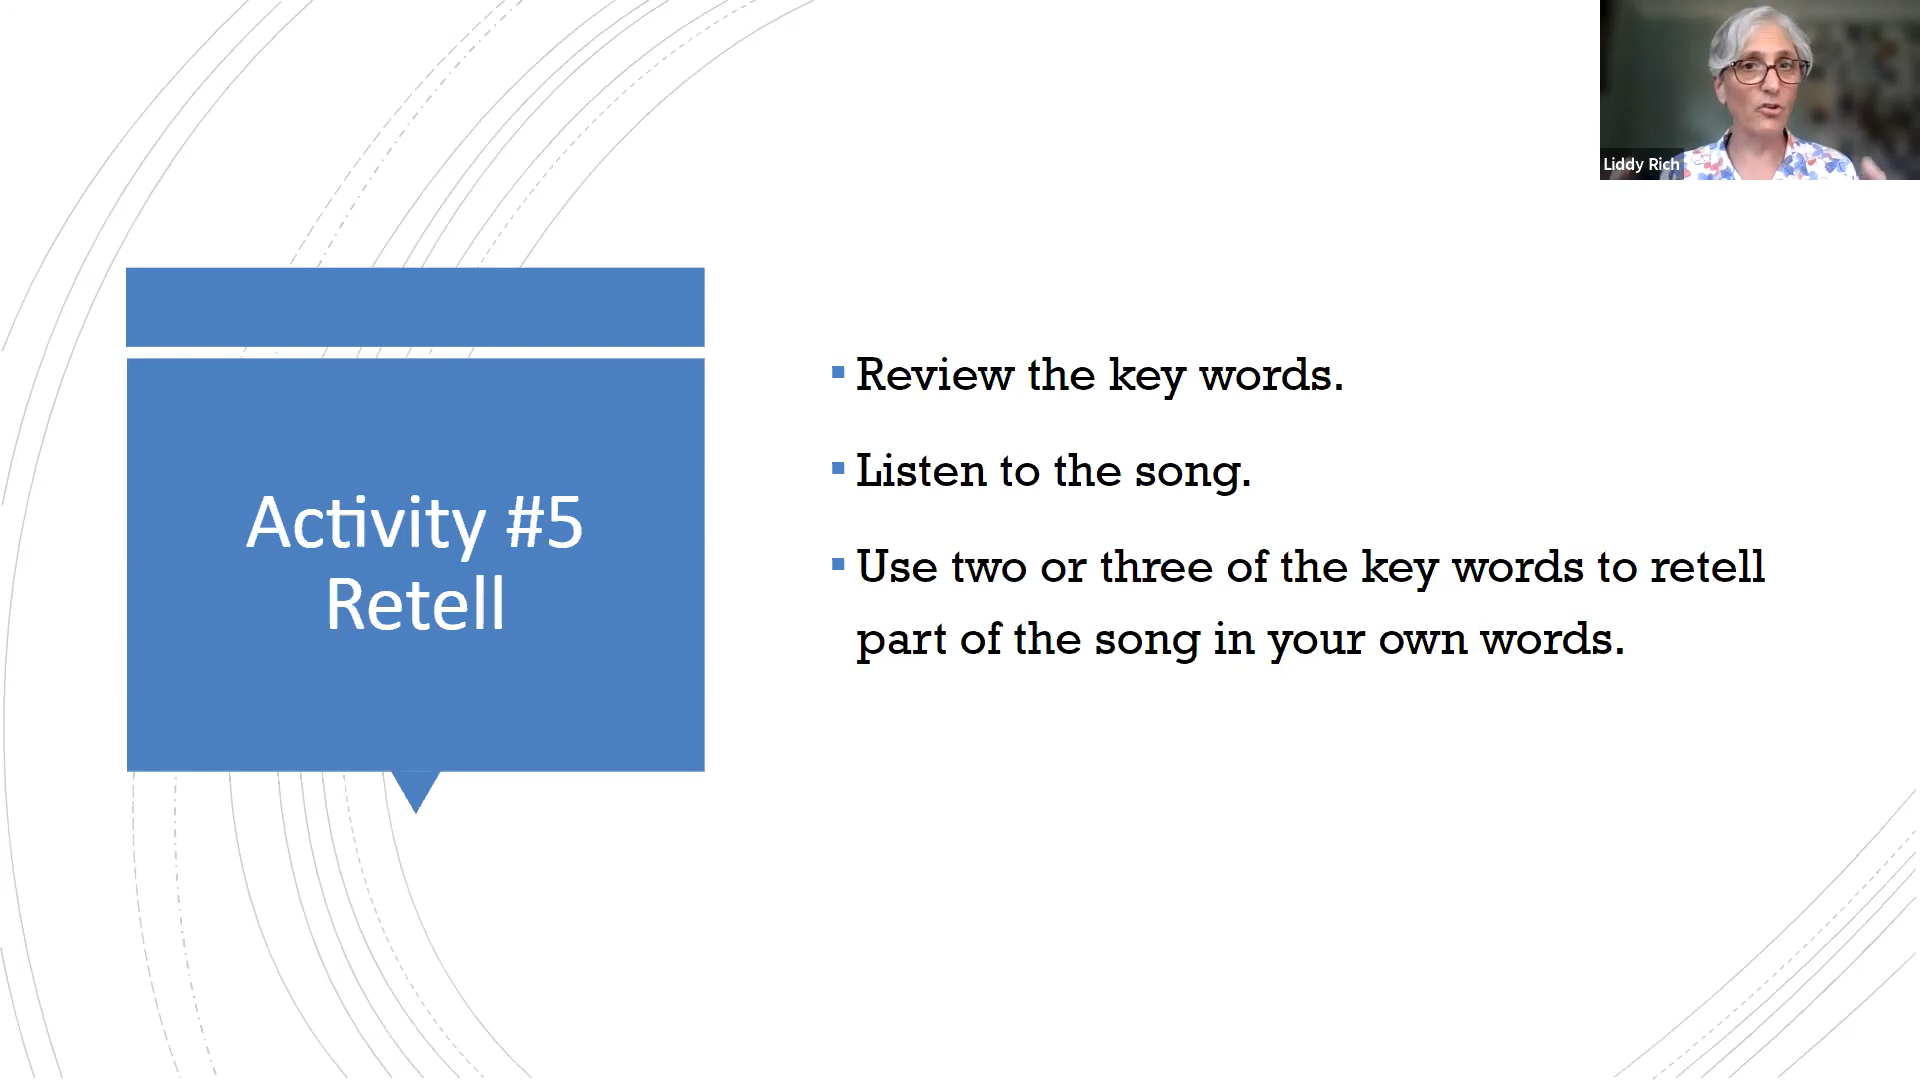 Liddy Rich
Activity #5
Retell
Review the key words.
Listen to the song.
Use two or three of the key words to retell
part of the song in your own words.